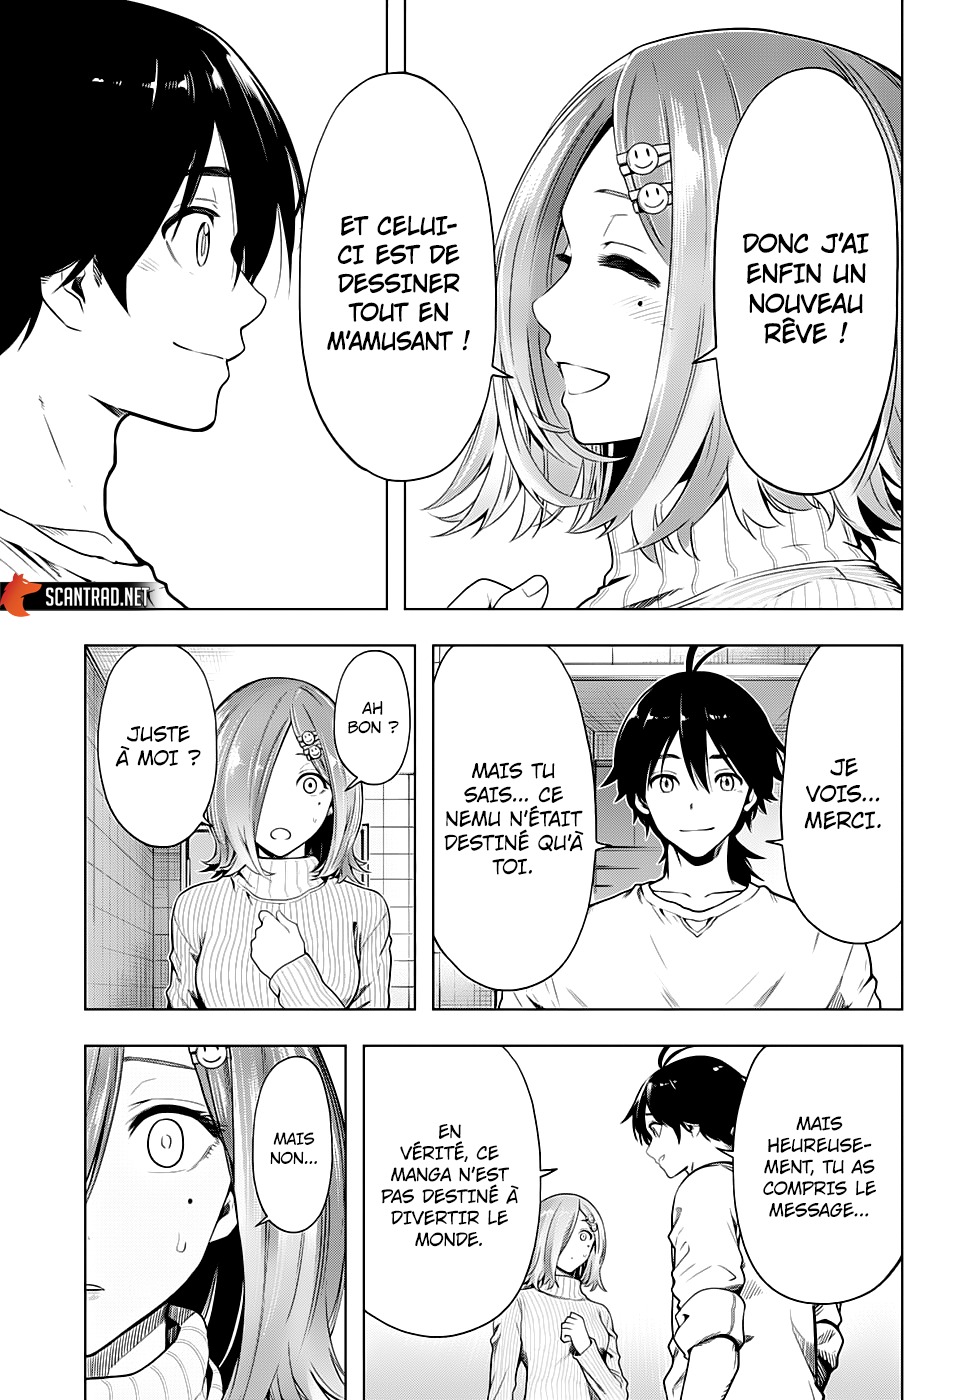 DONC J'AI
ENFIN UN
NOUVEAU
RÊVE !
ET CELUI-
CI EST DE
DESSINER
TOUT EN
M'AMUSANT !
SCANTRAD.NET
JE
VOIS...
MERCI.
MAIS TU
SAIS... CE
NEMU N'ÉTAIT
DESTINÉ QU'À
TOI.
AH
BON ?
JUSTE
À MOI ?
MAIS
HEUREUSE-
MENT, TU AS
COMPRIS LE
MESSAGE...
EN
VÉRITÉ, CE
MANGA N'EST
PAS DESTINÉ À
DIVERTIR LE
MONDE.
MAIS
NON...